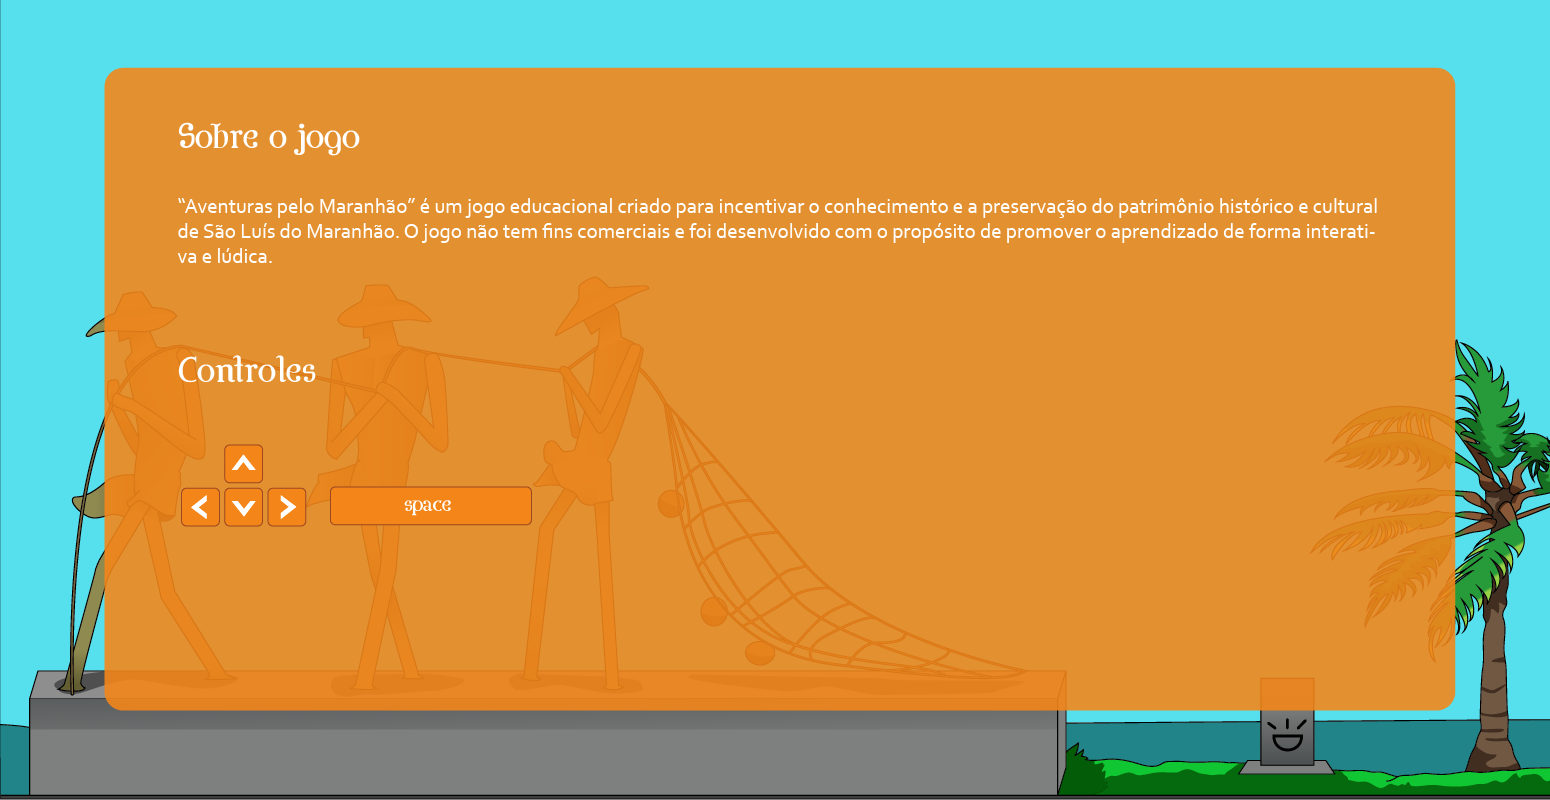 Sobre o jogo
“Aventuras pelo Maranhão” é um jogo educacional criado para incentivar o conhecimento e a preservação do patrimônio histórico e cultural
de São Luís do Maranhão. O jogo não tem fins comerciais e foi desenvolvido com o propósito de promover o aprendizado de forma interati-
va e lúdica.
Controles
space